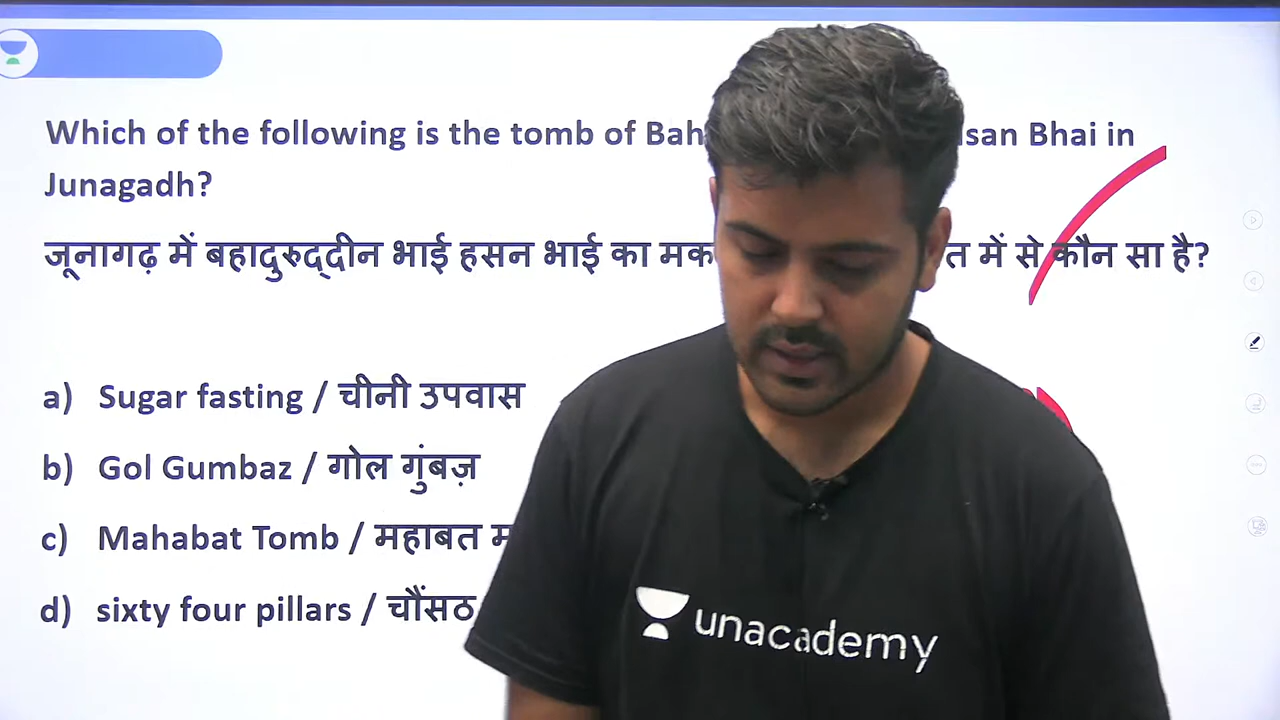 Which of the following is the tomb of Bah san Bhai in
Junagadh?
जूनागढ़ में बहादुरुद्दीन भाई हसन भाई का मक त में से कौन सा है?
a) Sugar fasting / चीनी उपवास
b) Gol Gumbaz / गोल गुंबज़
c) Mahabat Tomb / महाबत म
d) sixty four pillars / चौंसठ
unacademy